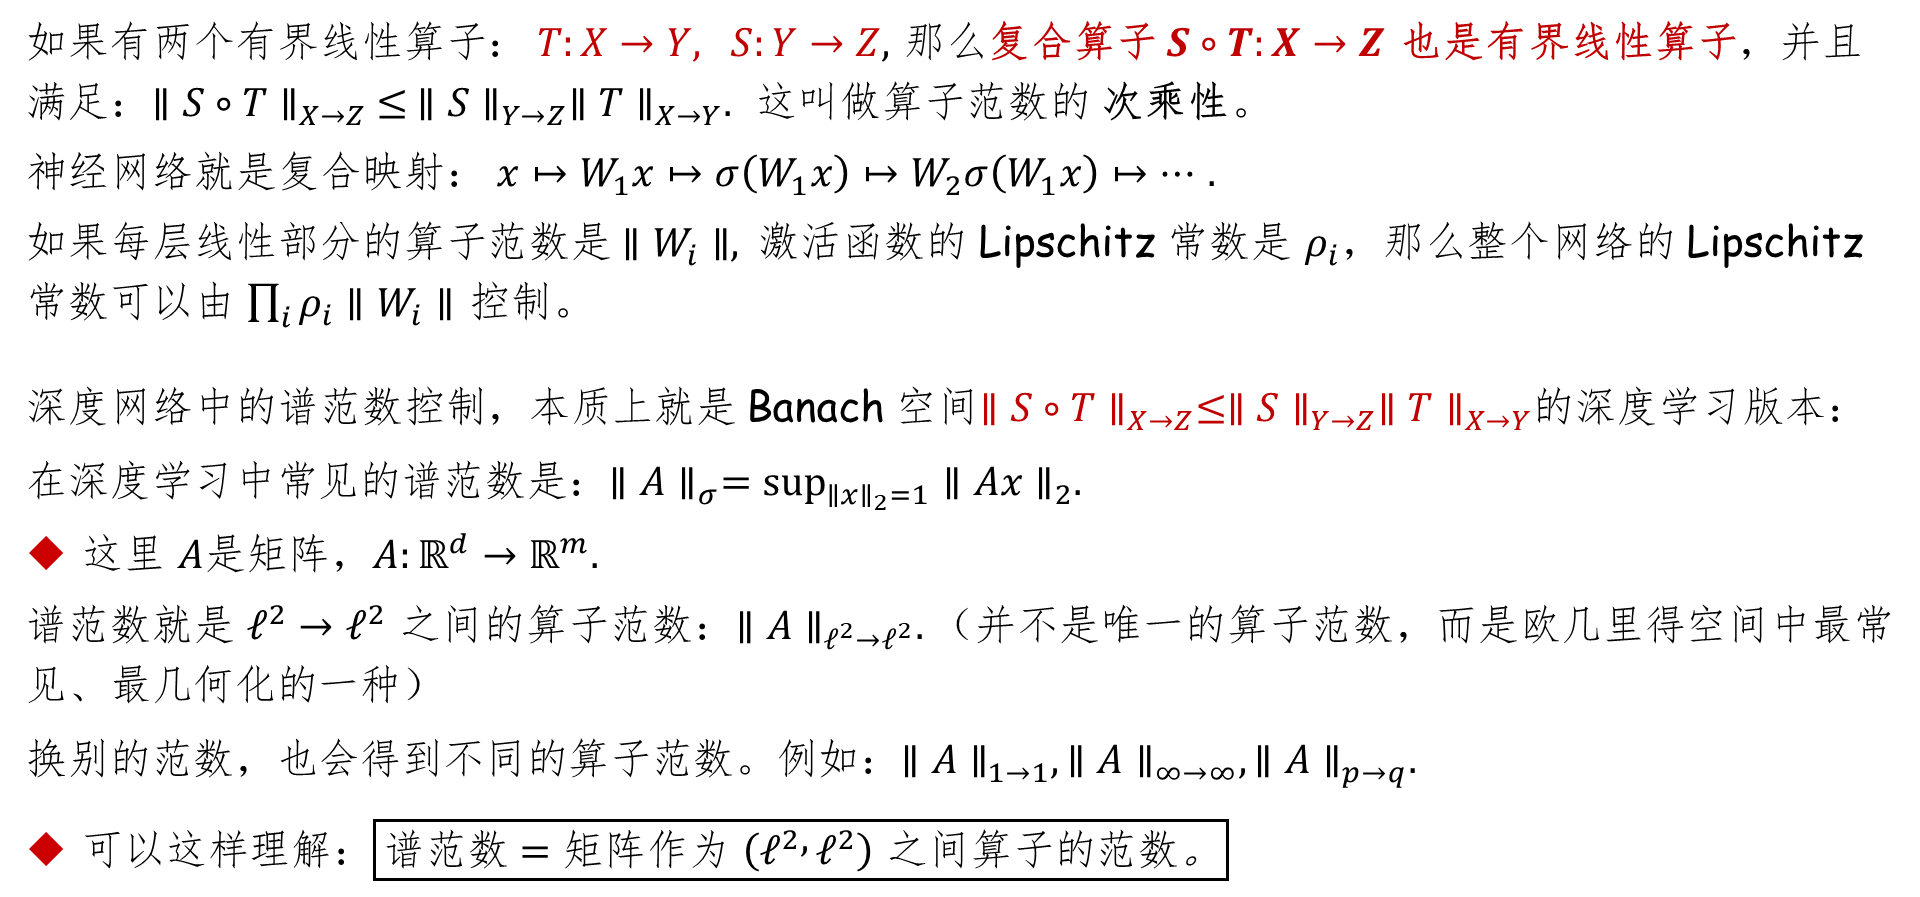 如果有两个有界线性算子： T: X → Y, S: Y → Z, 那么复合算子 S ∘ T: X → Z 也是有界线性算子，并且
满足：∥ S ∘ T ∥_{X→Z} ≤ ∥ S ∥_{Y→Z} ∥ T ∥_{X→Y}. 这叫做算子范数的 次乘性。
神经网络就是复合映射： x ↦ W₁x ↦ σ(W₁x) ↦ W₂σ(W₁x) ↦ ⋯ .
如果每层线性部分的算子范数是 ∥ W_i ∥, 激活函数的 Lipschitz 常数是 ρ_i，那么整个网络的 Lipschitz
常数可以由 ∏_i ρ_i ∥ W_i ∥ 控制。
深度网络中的谱范数控制，本质上就是 Banach 空间∥ S ∘ T ∥_{X→Z}≤∥ S ∥_{Y→Z}∥ T ∥_{X→Y}的深度学习版本：
在深度学习中常见的谱范数是：∥ A ∥_σ= sup_{∥x∥₂=1} ∥ Ax ∥₂.
◆ 这里 A是矩阵，A: ℝ^d → ℝ^m.
谱范数就是 ℓ² → ℓ² 之间的算子范数：∥ A ∥_{ℓ²→ℓ²}.（并不是唯一的算子范数，而是欧几里得空间中最常
见、最几何化的一种）
换别的范数，也会得到不同的算子范数。例如：∥ A ∥_{1→1}, ∥ A ∥_{∞→∞}, ∥ A ∥_{p→q}.
◆ 可以这样理解：谱范数 = 矩阵作为 (ℓ², ℓ²) 之间算子的范数。